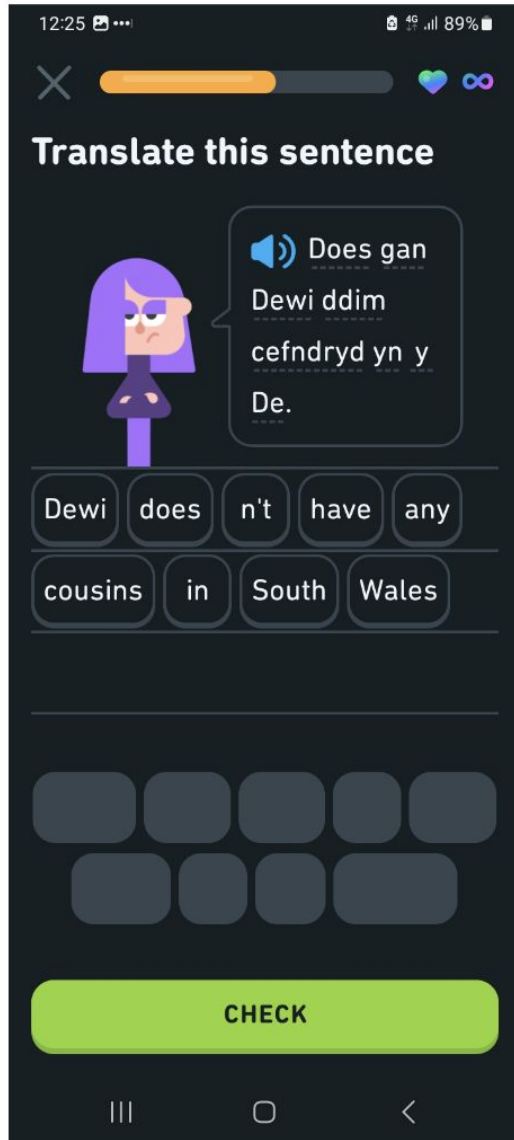 12:25 89%
4G
Translate this sentence
Does gan
Dewi ddim
cefndryd yn y
De.
Dewi does n't have any
cousins in South Wales
CHECK